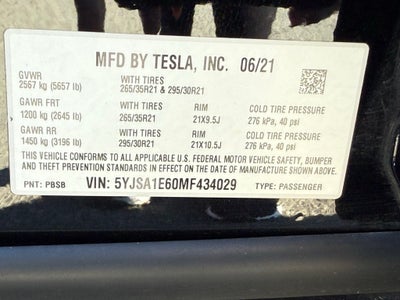 MFD BY TESLA, INC. 06/21
GVWR
2567 kg (5657 lb)
WITH TIRES
265/35R21 & 295/30R21
GAWR FRT
1200 kg (2645 lb)
WITH TIRES
265/35R21
RIM
21X9.5J
COLD TIRE PRESSURE
276 kPa, 40 psi
GAWR RR
1450 kg (3196 lb)
WITH TIRES
295/30R21
RIM
21X10.5J
COLD TIRE PRESSURE
276 kPa, 40 psi
THIS VEHICLE CONFORMS TO ALL APPLICABLE U.S. FEDERAL MOTOR VEHICLE SAFETY, BUMPER
AND THEFT PREVENTION STANDARDS IN EFFECT ON THE DATE OF MANUFACTURE SHOWN ABOVE.
PNT: PBSB VIN: 5YJSA1E60MF434029 TYPE: PASSENGER